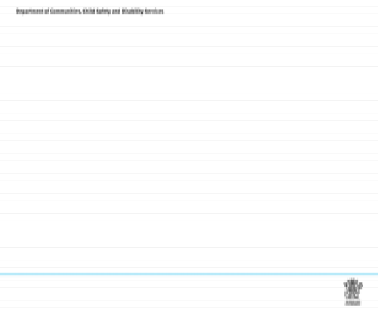 Department of Communities, Child Safety and Disability Services